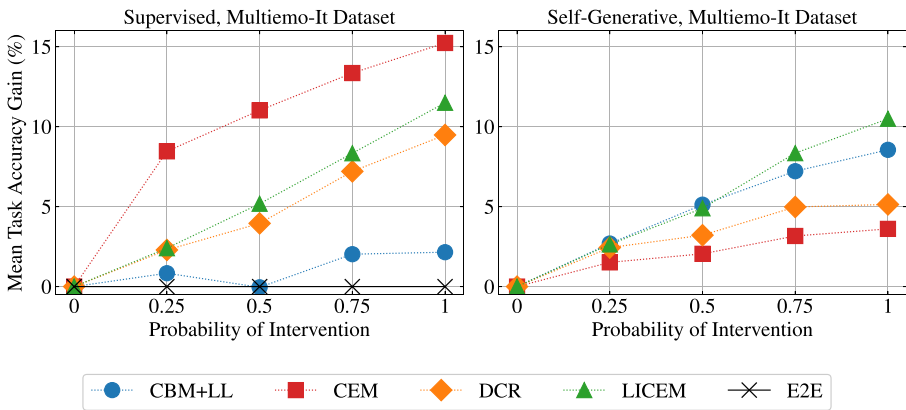 Supervised, Multiemo-It Dataset
Mean Task Accuracy Gain (%)
15
10
5
0
0 0.25 0.5 0.75 1
Probability of Intervention
Self-Generative, Multiemo-It Dataset
15
10
5
0
0 0.25 0.5 0.75 1
Probability of Intervention
CBM+LL CEM DCR LICEM E2E